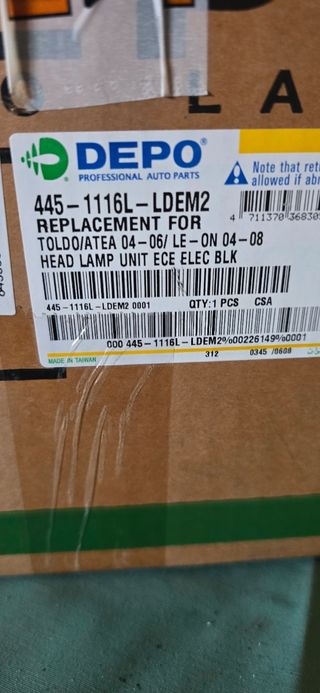 LA
DEPO®
PROFESSIONAL AUTO PARTS
Note that
allowed if
445-1116L-LDEM2
REPLACEMENT FOR
TOLDO/ATEA 04-06/ LE-ON 04-08
HEAD LAMP UNIT ECE ELEC BLK
4 711370 36830
445-1116L-LDEM2 0001 QTY:1 PCS CSA
000 445-1116L-LDEM2%00226149%0001
MADE IN TAIWAN 312 0345 /0608